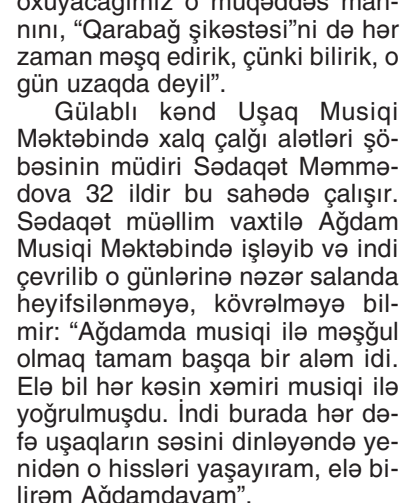 oxuyacağımız o müqəddəs mah-
nını, “Qarabağ şikəstəsi”ni də hər
zaman məşq edirik, çünki bilirik, o
gün uzaqda deyil”.
Gülablı kənd Uşaq Musiqi
Məktəbində xalq çalğı alətləri şö-
bəsinin müdiri Sədaqət Məmmə-
dova 32 ildir bu sahədə çalışır.
Sədaqət müəllim vaxtilə Ağdam
Musiqi Məktəbində işləyib və indi
çevrilib o günlərinə nəzər salanda
heyifsilənməyə, kövrəlməyə bil-
mir: “Ağdamda musiqi ilə məşğul
olmaq tamam başqa bir aləm idi.
Elə bil hər kəsin xəmiri musiqi ilə
yoğrulmuşdu. İndi burada hər də-
fə uşaqların səsini dinləyəndə ye-
nidən o hissləri yaşayıram, elə bi-
lirəm Ağdamdayam”.